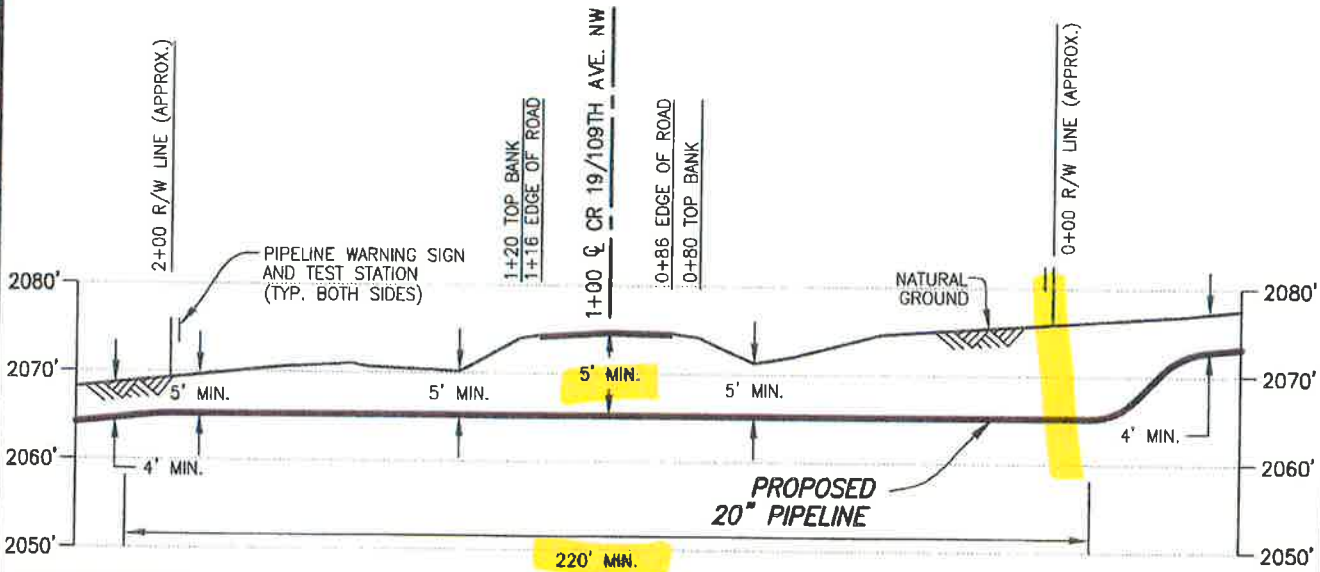 2+00 R/W LINE (APPROX.)
1+20 TOP BANK
1+16 EDGE OF ROAD
1+00 ℄ CR 19/109TH AVE. NW
0+86 EDGE OF ROAD
0+80 TOP BANK
0+00 R/W LINE (APPROX.)
PIPELINE WARNING SIGN
AND TEST STATION
(TYP. BOTH SIDES)
NATURAL
GROUND
2080'
2080'
2070'
5' MIN.
5' MIN.
5' MIN.
5' MIN.
2070'
2060'
4' MIN.
4' MIN.
2060'
PROPOSED
20" PIPELINE
2050'
220' MIN.
2050'